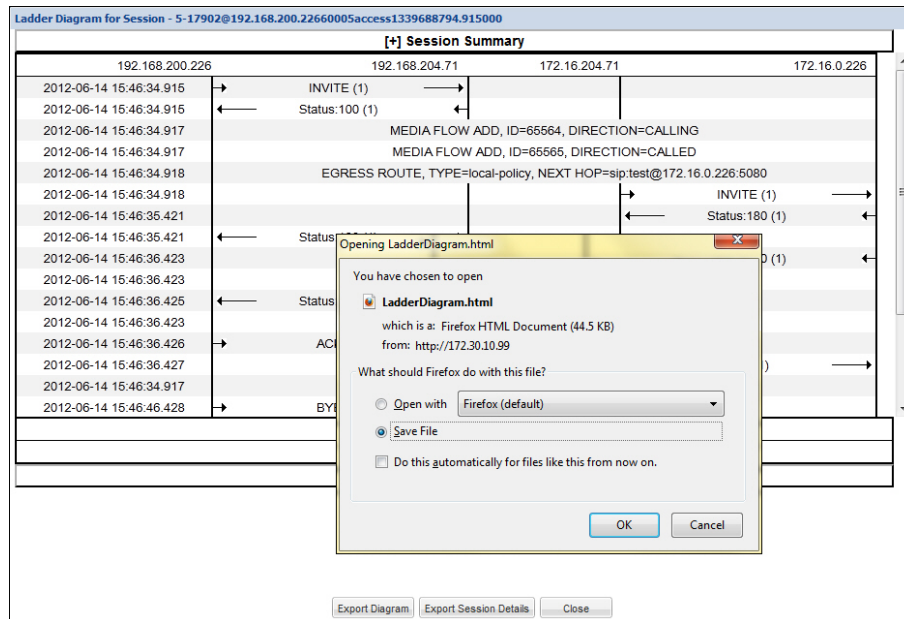 Ladder Diagram for Session - 5-17902@192.168.200.22660005access1339688794.915000
[+] Session Summary
192.168.200.226 192.168.204.71 172.16.204.71 172.16.0.226
2012-06-14 15:46:34.915 INVITE (1)
2012-06-14 15:46:34.915 Status:100 (1)
2012-06-14 15:46:34.917 MEDIA FLOW ADD, ID=65564, DIRECTION=CALLING
2012-06-14 15:46:34.917 MEDIA FLOW ADD, ID=65565, DIRECTION=CALLED
2012-06-14 15:46:34.918 EGRESS ROUTE, TYPE=local-policy, NEXT HOP=sip:test@172.16.0.226:5080
2012-06-14 15:46:34.918 INVITE (1)
2012-06-14 15:46:35.421 Status:180 (1)
2012-06-14 15:46:35.421 Status
2012-06-14 15:46:36.423 (1)
2012-06-14 15:46:36.423
2012-06-14 15:46:36.425 Status
2012-06-14 15:46:36.423
2012-06-14 15:46:36.426
2012-06-14 15:46:36.427 )
2012-06-14 15:46:34.917
2012-06-14 15:46:46.428
Opening LadderDiagram.html
You have chosen to open
LadderDiagram.html
which is a: Firefox HTML Document (44.5 KB)
from: http://172.30.10.99
What should Firefox do with this file?
Open with Firefox (default)
Save File
Do this automatically for files like this from now on.
OK Cancel
Export Diagram Export Session Details Close